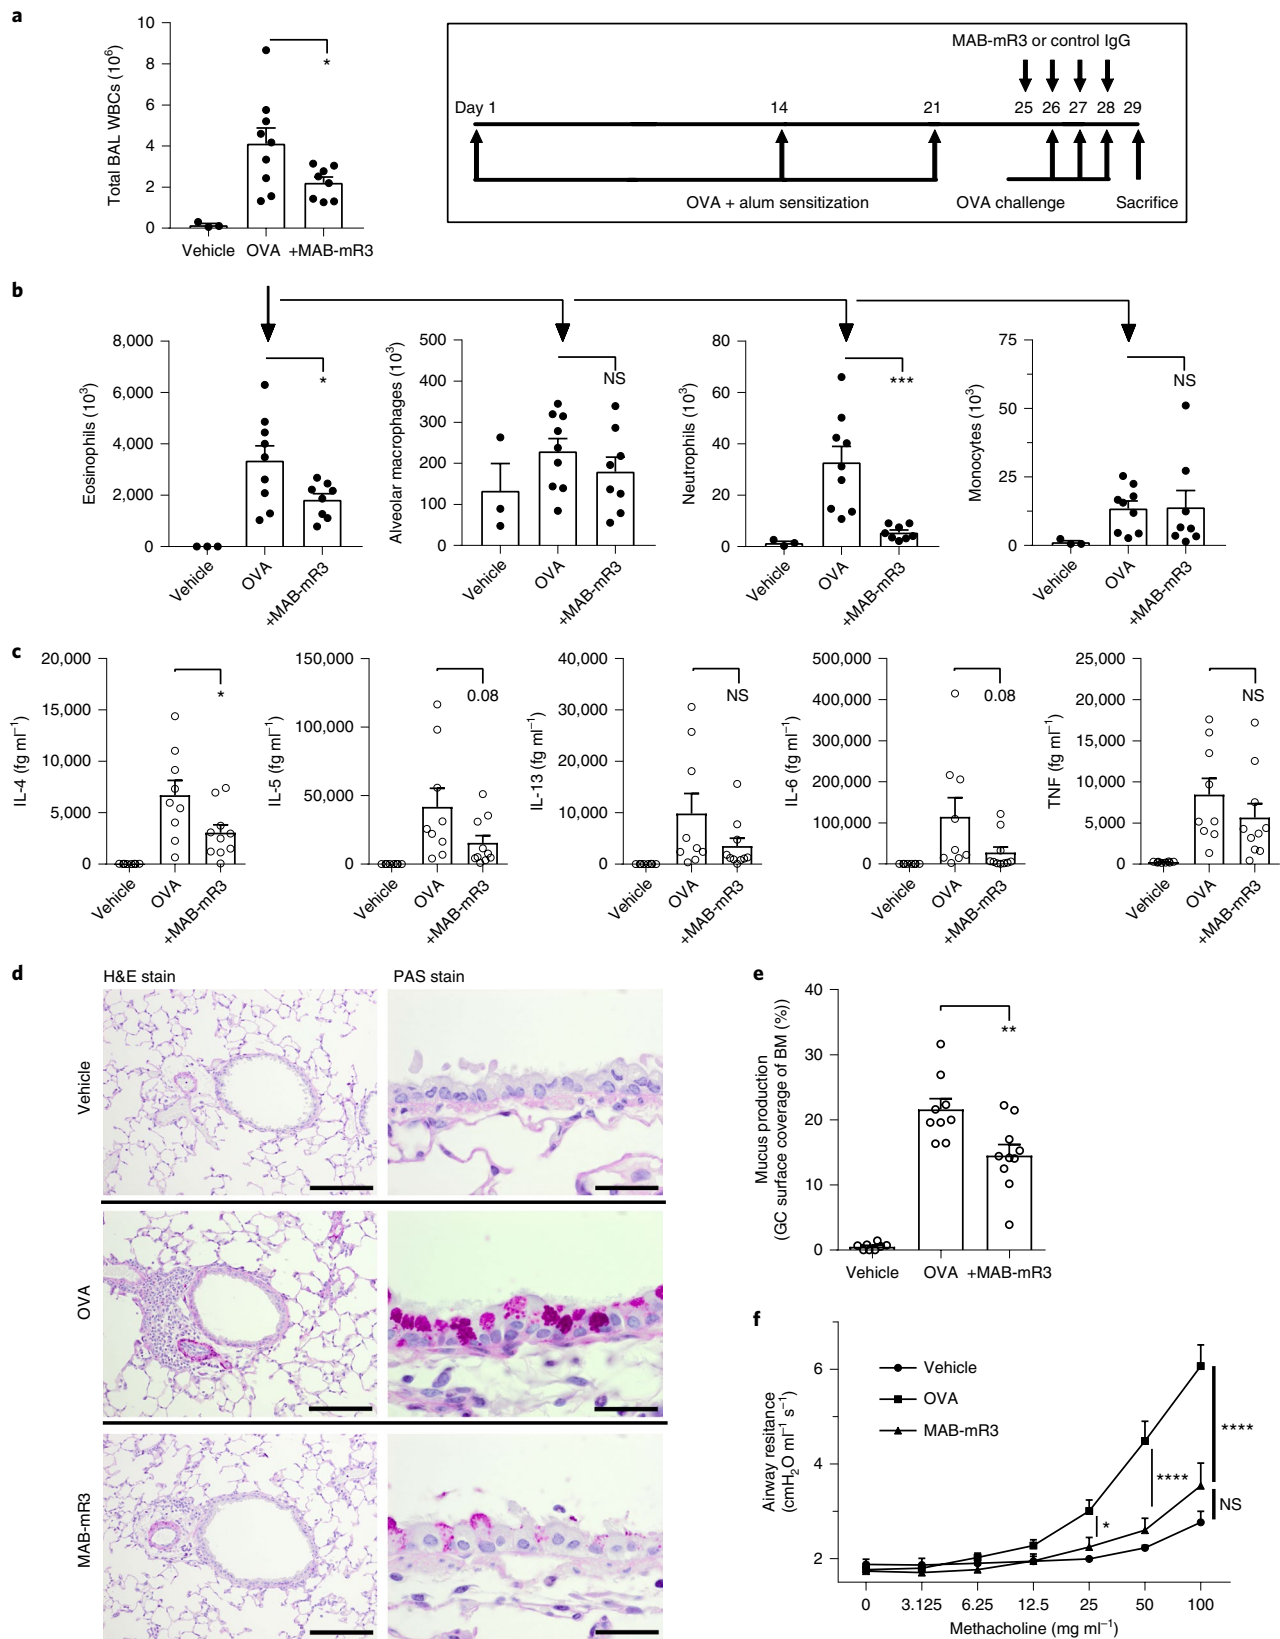 a
Total BAL WBCs (10⁶)
10
8
6
4
2
0
*
Vehicle
OVA
+MAB-mR3
MAB-mR3 or control IgG
Day 1
14
21
25
26
27
28
29
OVA + alum sensitization
OVA challenge
Sacrifice
b
Eosinophils (10³)
8,000
6,000
4,000
2,000
0
*
Vehicle
OVA
+MAB-mR3
Alveolar macrophages (10³)
500
400
300
200
100
0
NS
Vehicle
OVA
+MAB-mR3
Neutrophils (10³)
80
60
40
20
0
***
Vehicle
OVA
+MAB-mR3
Monocytes (10³)
75
50
25
0
NS
Vehicle
OVA
+MAB-mR3
c
IL-4 (fg ml⁻¹)
20,000
15,000
10,000
5,000
0
*
Vehicle
OVA
+MAB-mR3
IL-5 (fg ml⁻¹)
150,000
100,000
50,000
0
0.08
Vehicle
OVA
+MAB-mR3
IL-13 (fg ml⁻¹)
40,000
30,000
20,000
10,000
0
NS
Vehicle
OVA
+MAB-mR3
IL-6 (fg ml⁻¹)
500,000
400,000
300,000
200,000
100,000
0
0.08
Vehicle
OVA
+MAB-mR3
TNF (fg ml⁻¹)
25,000
20,000
15,000
10,000
5,000
0
NS
Vehicle
OVA
+MAB-mR3
d
H&E stain
PAS stain
Vehicle
OVA
MAB-mR3
e
Mucus production
(GC surface coverage of BM (%))
40
30
20
10
0
**
Vehicle
OVA
+MAB-mR3
f
Airway resitance
(cmH₂O ml⁻¹ s⁻¹)
6
4
2
Vehicle
OVA
MAB-mR3
*
****
****
NS
0
3.125
6.25
12.5
25
50
100
Methacholine (mg ml⁻¹)